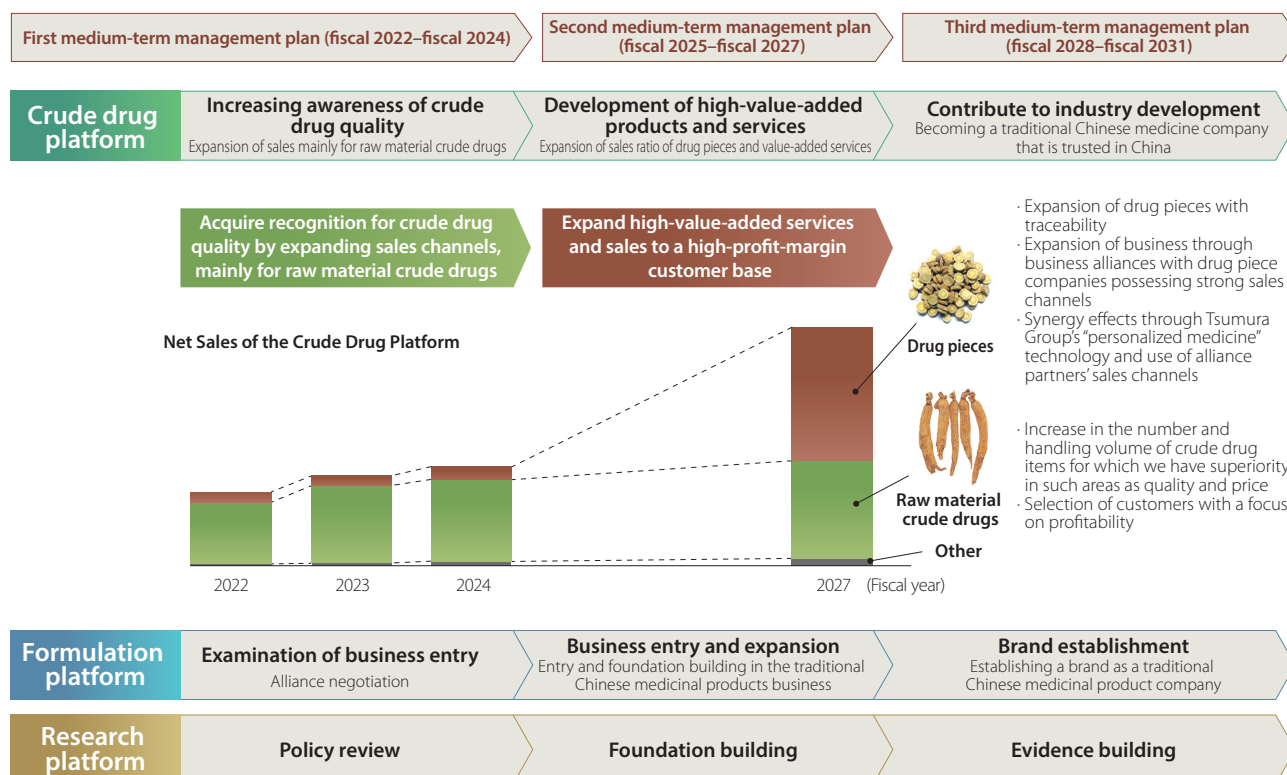 First medium-term management plan (fiscal 2022–fiscal 2024)
Second medium-term management plan
(fiscal 2025–fiscal 2027)
Third medium-term management plan
(fiscal 2028–fiscal 2031)
Crude drug
platform
Increasing awareness of crude
drug quality
Expansion of sales mainly for raw material crude drugs
Development of high-value-added
products and services
Expansion of sales ratio of drug pieces and value-added services
Contribute to industry development
Becoming a traditional Chinese medicine company
that is trusted in China
Acquire recognition for crude drug
quality by expanding sales channels,
mainly for raw material crude drugs
Expand high-value-added services
and sales to a high-profit-margin
customer base
· Expansion of drug pieces with
traceability
· Expansion of business through
business alliances with drug piece
companies possessing strong sales
channels
· Synergy effects through Tsumura
Group's "personalized medicine"
technology and use of alliance
partners' sales channels
Net Sales of the Crude Drug Platform
Drug pieces
· Increase in the number and
handling volume of crude drug
items for which we have superiority
in such areas as quality and price
· Selection of customers with a focus
on profitability
Raw material
crude drugs
Other
2022
2023
2024
2027
(Fiscal year)
Formulation
platform
Examination of business entry
Alliance negotiation
Business entry and expansion
Entry and foundation building in the traditional
Chinese medicinal products business
Brand establishment
Establishing a brand as a traditional
Chinese medicinal product company
Research
platform
Policy review
Foundation building
Evidence building